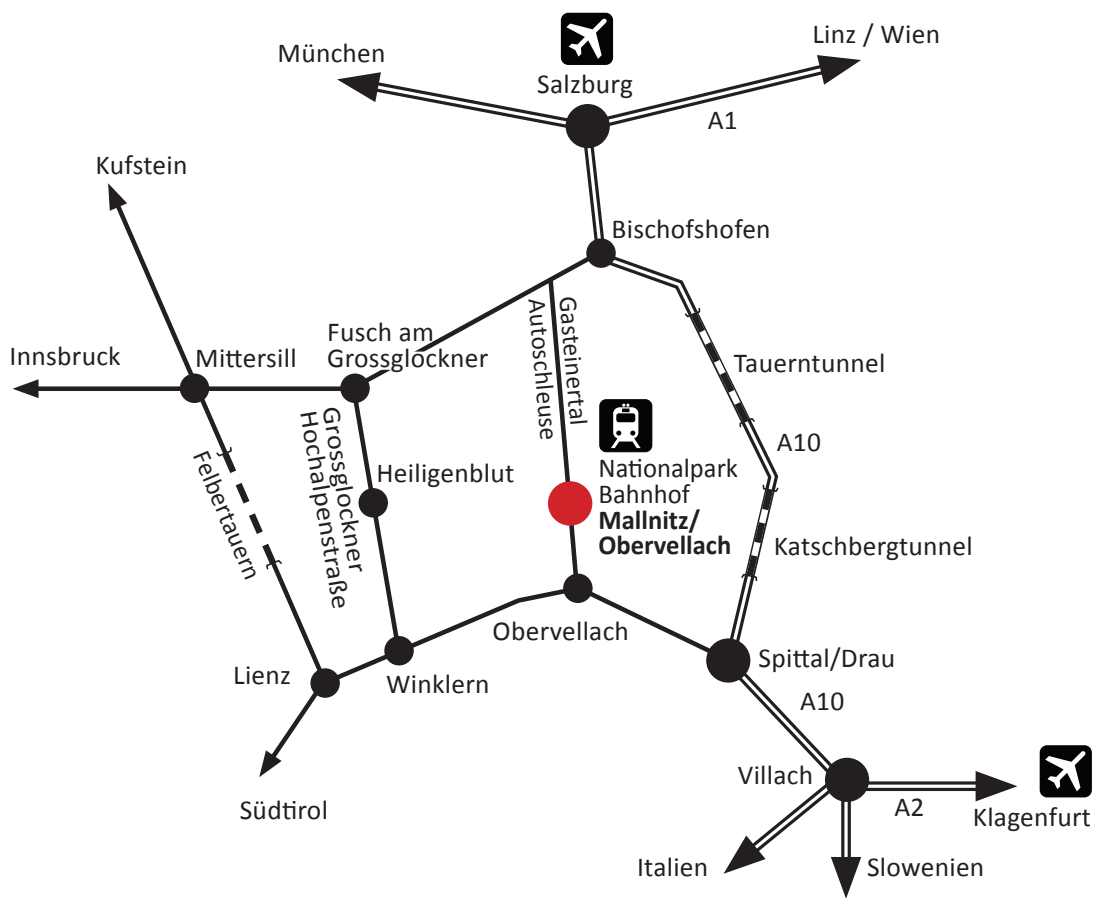 Linz / Wien
München
Salzburg
A1
Kufstein
Bischofshofen
Fusch am
Grossglockner
Innsbruck
Mittersill
Gasteinertal
Autoschleuse
Tauerntunnel
A10
Grossglockner
Hochalpenstraße
Felbertauern
Heiligenblut
Nationalpark
Bahnhof
Mallnitz/
Obervellach
Katschbergtunnel
Obervellach
Spittal/Drau
Lienz
Winklern
A10
Villach
A2
Klagenfurt
Südtirol
Italien
Slowenien